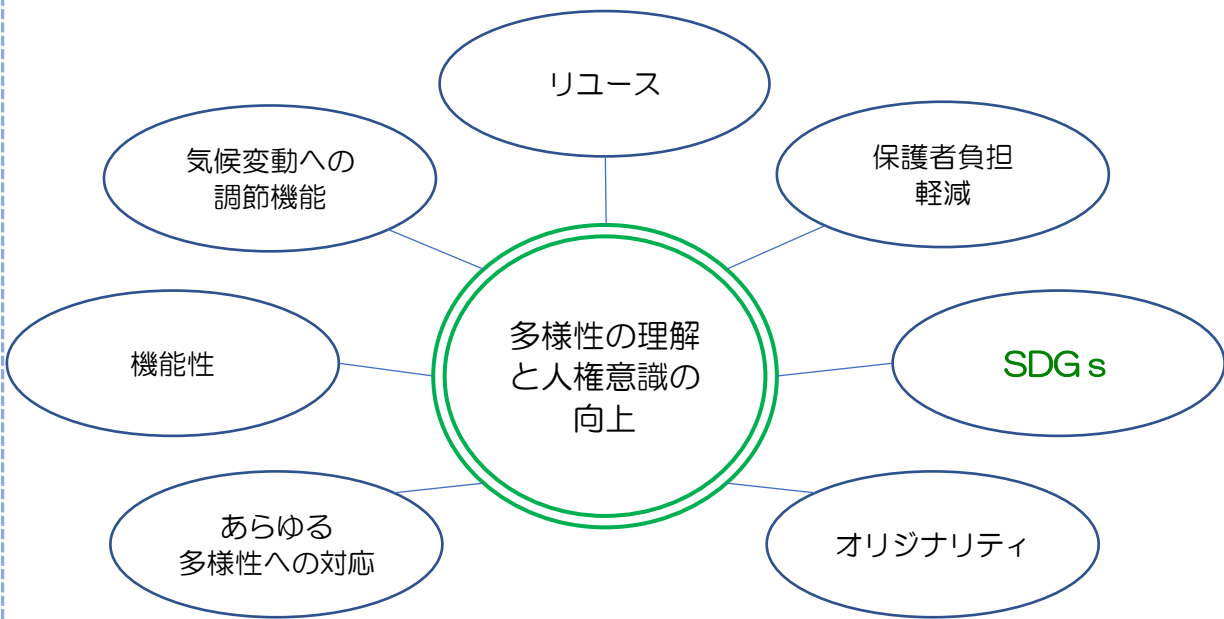 リユース
気候変動への
調節機能
保護者負担
軽減
多様性の理解
と人権意識の
向上
機能性
SDGs
あらゆる
多様性への対応
オリジナリティ